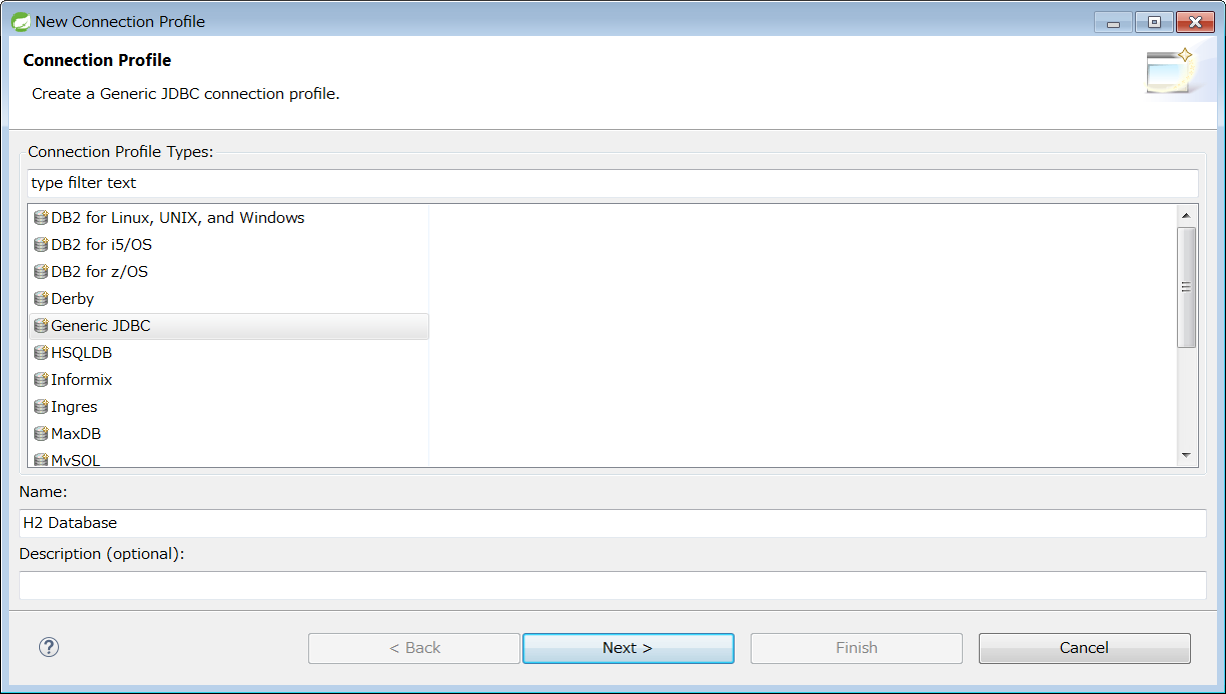 New Connection Profile
Connection Profile
Create a Generic JDBC connection profile.
Connection Profile Types:
type filter text
DB2 for Linux, UNIX, and Windows
DB2 for i5/OS
DB2 for z/OS
Derby
Generic JDBC
HSQLDB
Informix
Ingres
MaxDB
MySQL
Name:
H2 Database
Description (optional):
? < Back Next > Finish Cancel